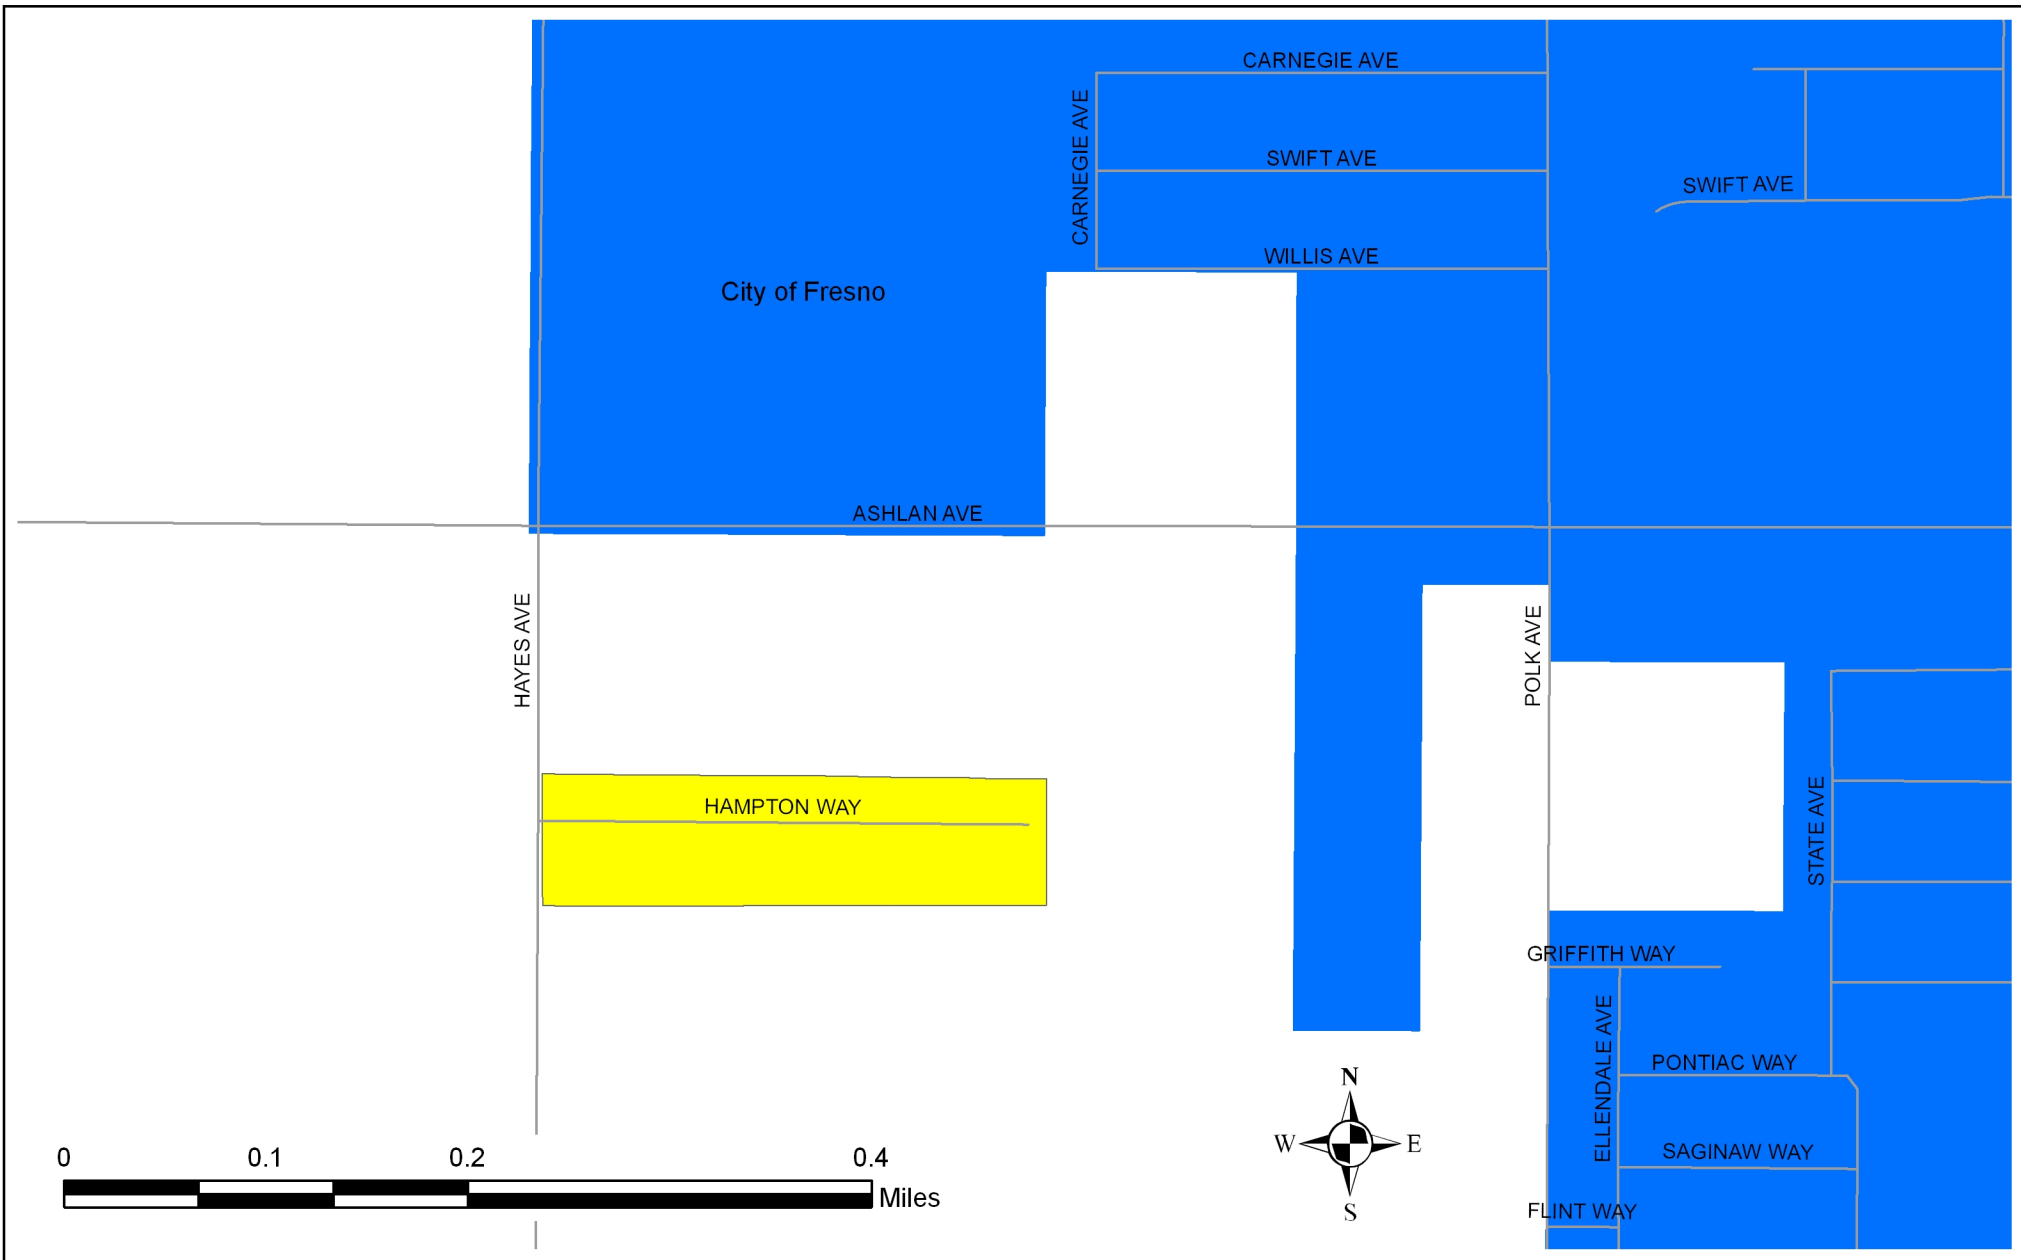 CARNEGIE AVE
CARNEGIE AVE
SWIFT AVE
SWIFT AVE
WILLIS AVE
City of Fresno
ASHLAN AVE
HAYES AVE
POLK AVE
HAMPTON WAY
STATE AVE
GRIFFITH WAY
ELLENDALE AVE
PONTIAC WAY
SAGINAW WAY
FLINT WAY
N
W E
S
0 0.1 0.2 0.4
Miles